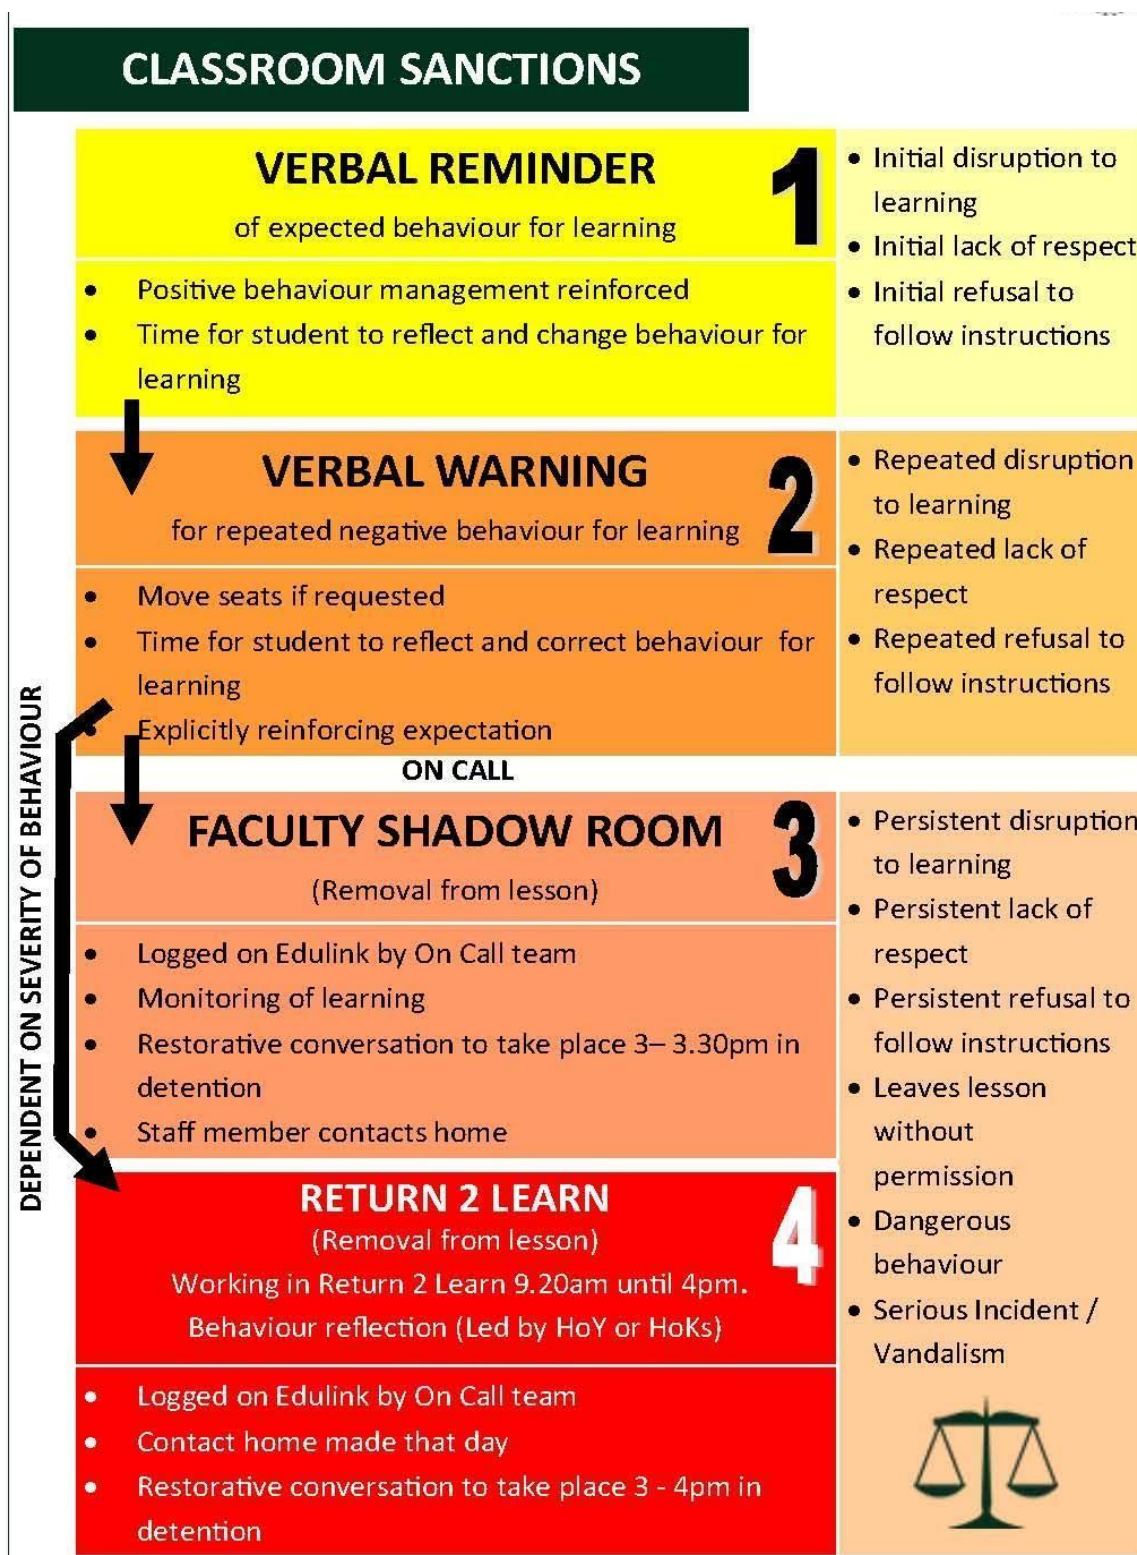 CLASSROOM SANCTIONS
VERBAL REMINDER
of expected behaviour for learning
1
• Positive behaviour management reinforced
• Time for student to reflect and change behaviour for
learning
• Initial disruption to
learning
• Initial lack of respect
• Initial refusal to
follow instructions
VERBAL WARNING
for repeated negative behaviour for learning
2
• Move seats if requested
• Time for student to reflect and correct behaviour for
learning
• Explicitly reinforcing expectation
• Repeated disruption
to learning
• Repeated lack of
respect
• Repeated refusal to
follow instructions
DEPENDENT ON SEVERITY OF BEHAVIOUR
ON CALL
FACULTY SHADOW ROOM
(Removal from lesson)
3
• Logged on Edulink by On Call team
• Monitoring of learning
• Restorative conversation to take place 3– 3.30pm in
detention
• Staff member contacts home
RETURN 2 LEARN
(Removal from lesson)
Working in Return 2 Learn 9.20am until 4pm.
Behaviour reflection (Led by HoY or HoKs)
4
• Logged on Edulink by On Call team
• Contact home made that day
• Restorative conversation to take place 3 - 4pm in
detention
• Persistent disruption
to learning
• Persistent lack of
respect
• Persistent refusal to
follow instructions
• Leaves lesson
without
permission
• Dangerous
behaviour
• Serious Incident /
Vandalism